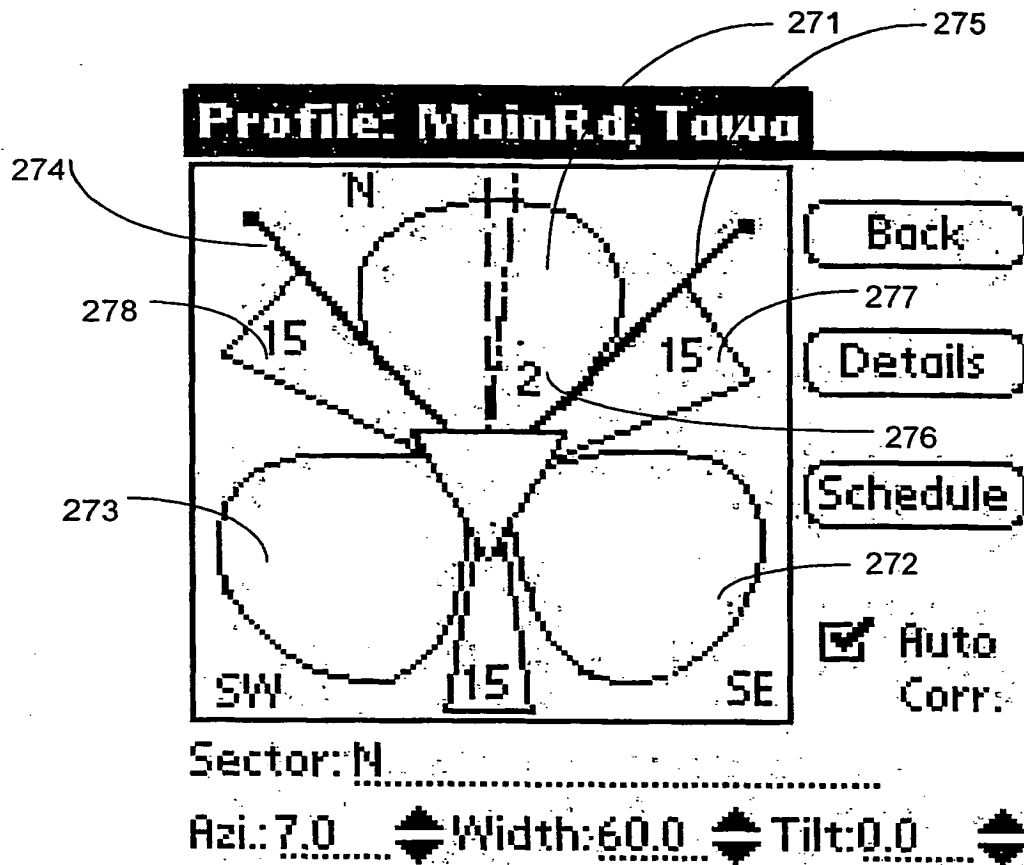 271 275
Profile: MainRd, Tawa
274
N
Back
278
277
15
15
Details
2
276
Schedule
273
272
Auto
Corr:
15
SW
SE
Sector: N
Azi.: 7.0 Width: 60.0 Tilt: 0.0